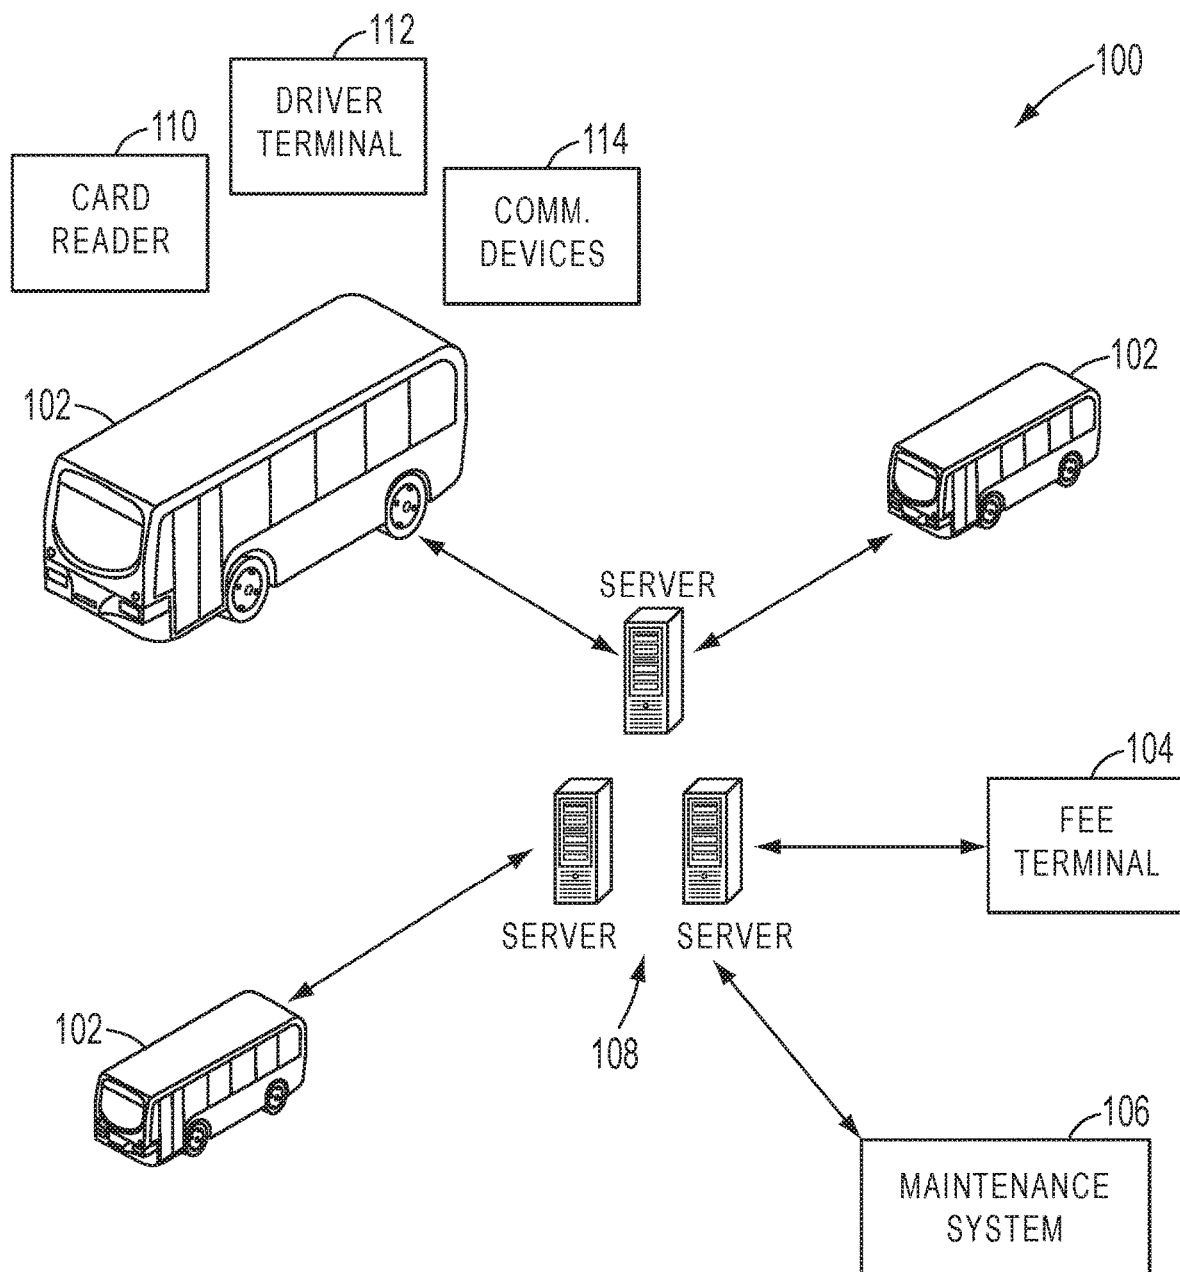 112
DRIVER
TERMINAL
100
110
CARD
READER
114
COMM.
DEVICES
102
102
SERVER
104
FEE
TERMINAL
SERVER
SERVER
102
108
106
MAINTENANCE
SYSTEM